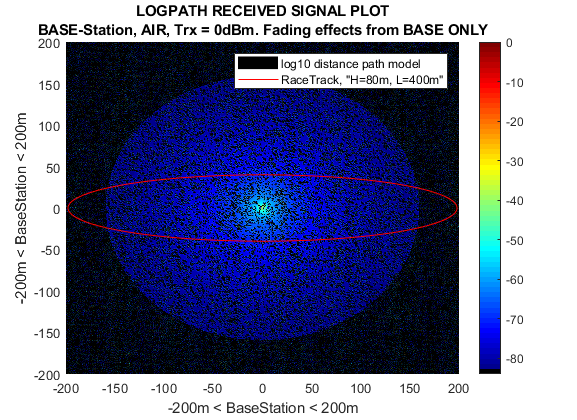 LOGPATH RECEIVED SIGNAL PLOT
BASE-Station, AIR, Trx = 0dBm. Fading effects from BASE ONLY
log10 distance path model
RaceTrack, "H=80m, L=400m"
-200m < BaseStation < 200m
200
150
100
50
0
-50
-100
-150
-200
-200 -150 -100 -50 0 50 100 150 200
-200m < BaseStation < 200m
0
-10
-20
-30
-40
-50
-60
-70
-80